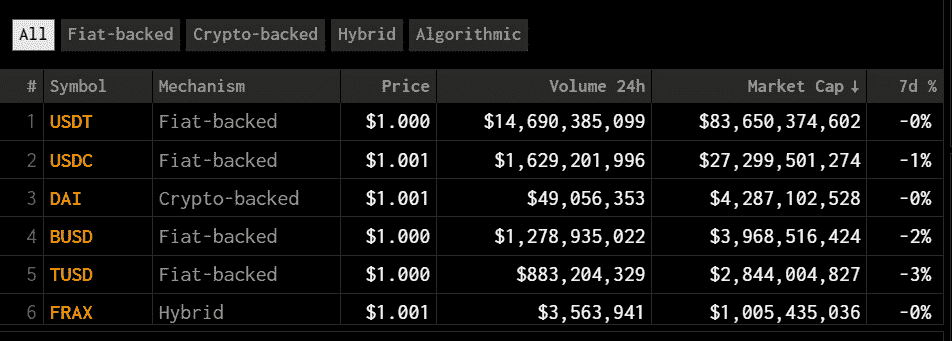 All Fiat-backed Crypto-backed Hybrid Algorithmic
# Symbol Mechanism Price Volume 24h Market Cap ↓ 7d %
1 USDT Fiat-backed $1.000 $14,690,385,099 $83,650,374,602 -0%
2 USDC Fiat-backed $1.001 $1,629,201,996 $27,299,501,274 -1%
3 DAI Crypto-backed $1.001 $49,056,353 $4,287,102,528 -0%
4 BUSD Fiat-backed $1.000 $1,278,935,022 $3,968,516,424 -2%
5 TUSD Fiat-backed $1.000 $883,204,329 $2,844,004,827 -3%
6 FRAX Hybrid $1.001 $3,563,941 $1,005,435,036 -0%